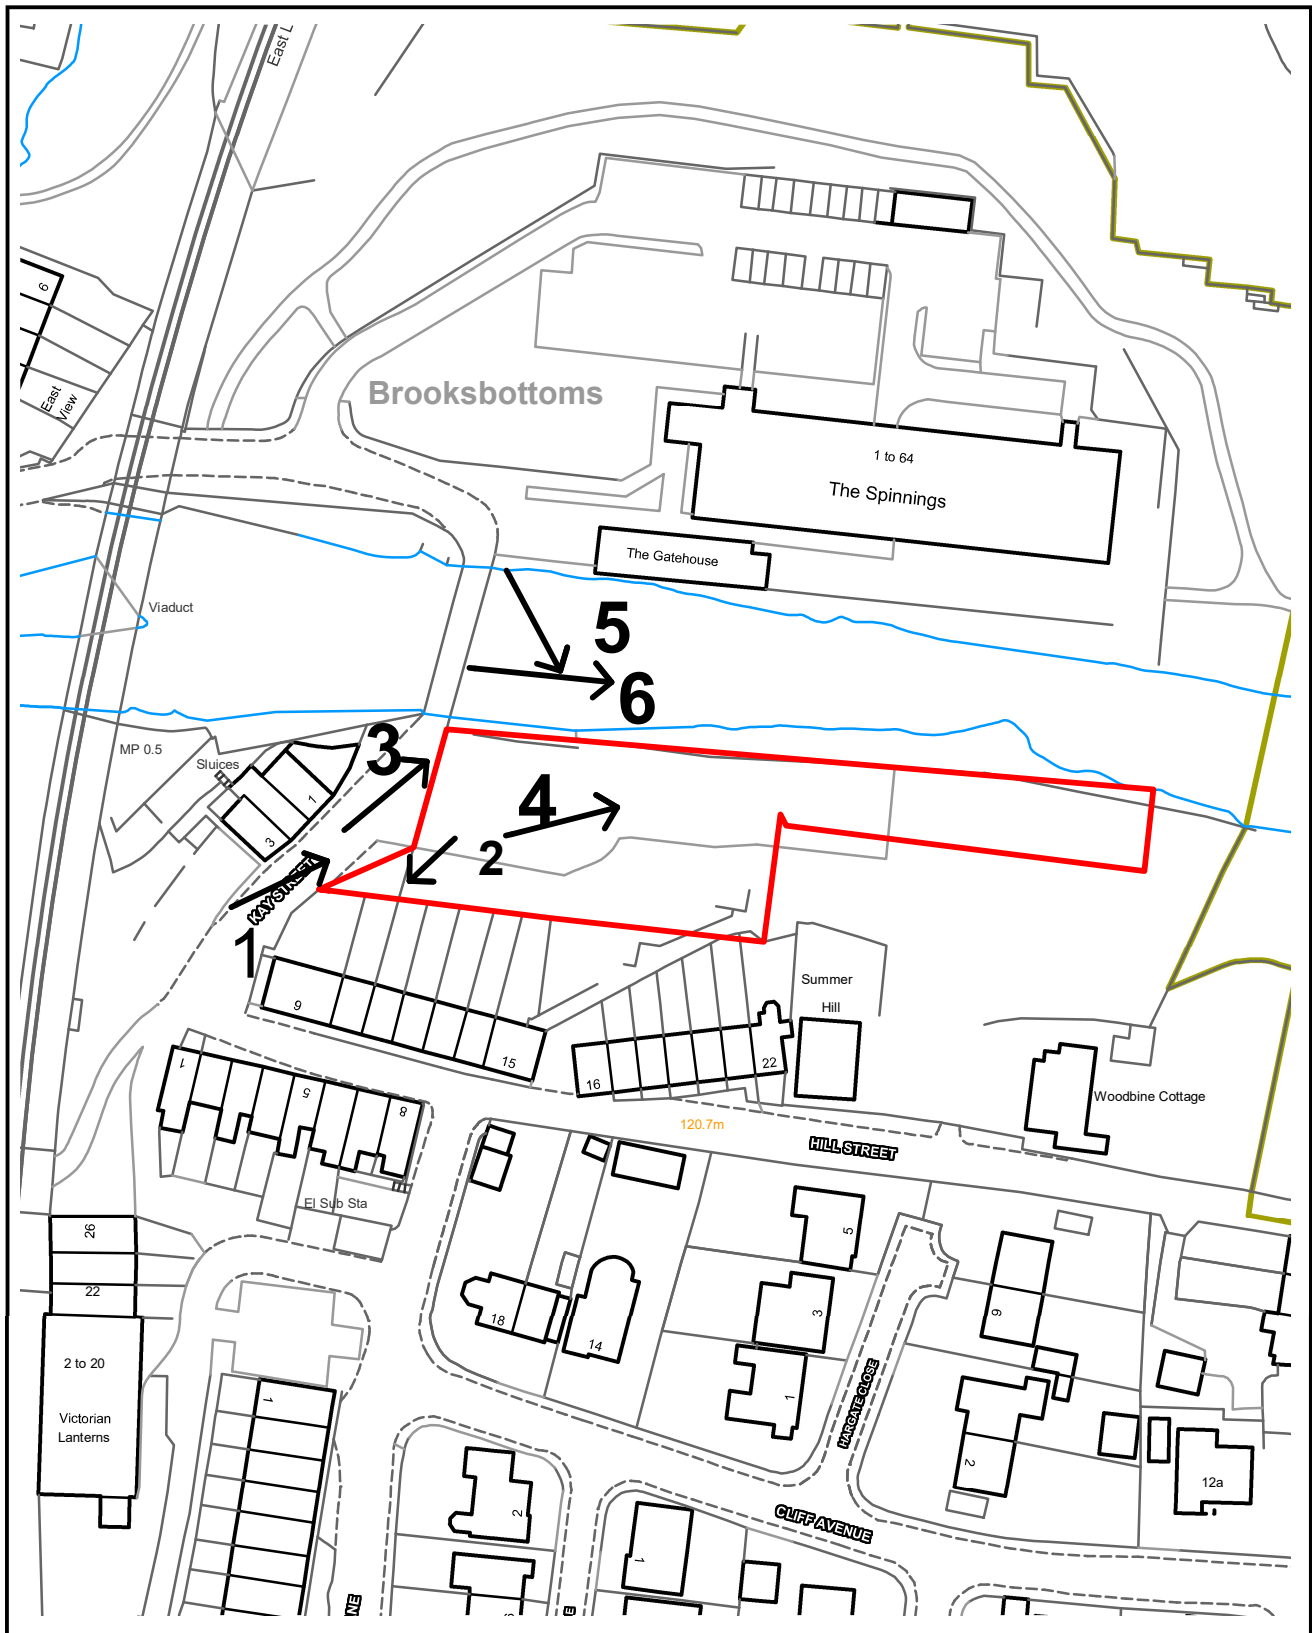 East L
6
East
View
Brooksbottoms
1 to 64
The Spinnings
The Gatehouse
Viaduct
5
6
MP 0.5
Sluices
3
1
3
4
2
KAY STREET
1
9
15
16
22
Summer
Hill
Woodbine Cottage
120.7m
HILL STREET
1
5
8
El Sub Sta
26
22
2 to 20
Victorian
Lanterns
18
14
5
3
1
HARGATE CLOSE
9
2
12a
1
2
1
CLIFF AVENUE
NE
E